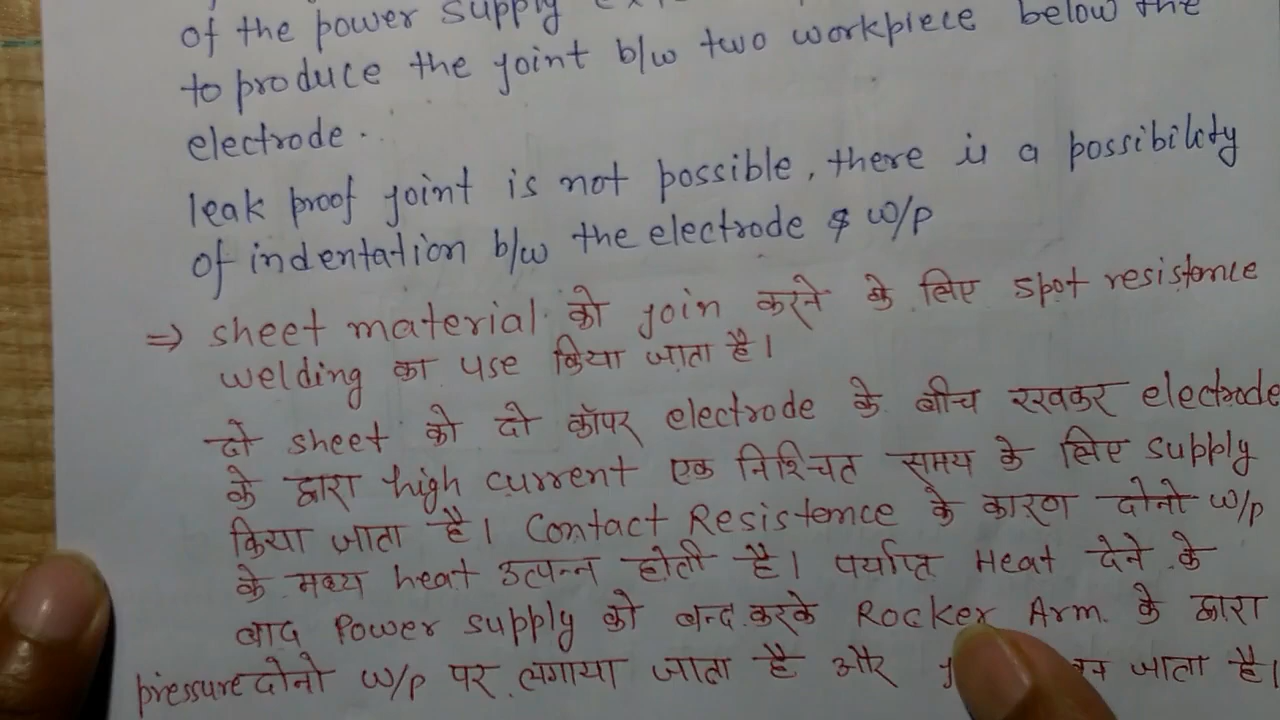 of the power supply
to produce the joint b/w two workpiece below the
electrode.
leak proof joint is not possible, there is a possibility
of indentation b/w the electrode & w/p
⇒ sheet material को join करने के लिए spot resistance
welding का use किया जाता है।
दो sheet को दो कॉपर electrode के बीच रखकर electrode
के द्वारा high current एक निश्चित समय के लिए supply
किया जाता है। Contact Resistance के कारण दोनो w/p
के मध्य heat उत्पन्न होती है। पर्याप्त Heat देने के
बाद Power supply को बन्द करके Rocker Arm के द्वारा
pressure दोनो w/p पर लगाया जाता है और जाता है।